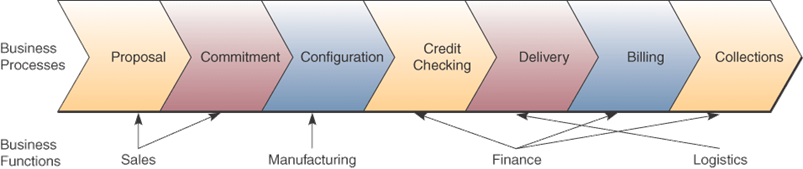 Business
Processes
Proposal
Commitment
Configuration
Credit
Checking
Delivery
Billing
Collections
Business
Functions
Sales
Manufacturing
Finance
Logistics